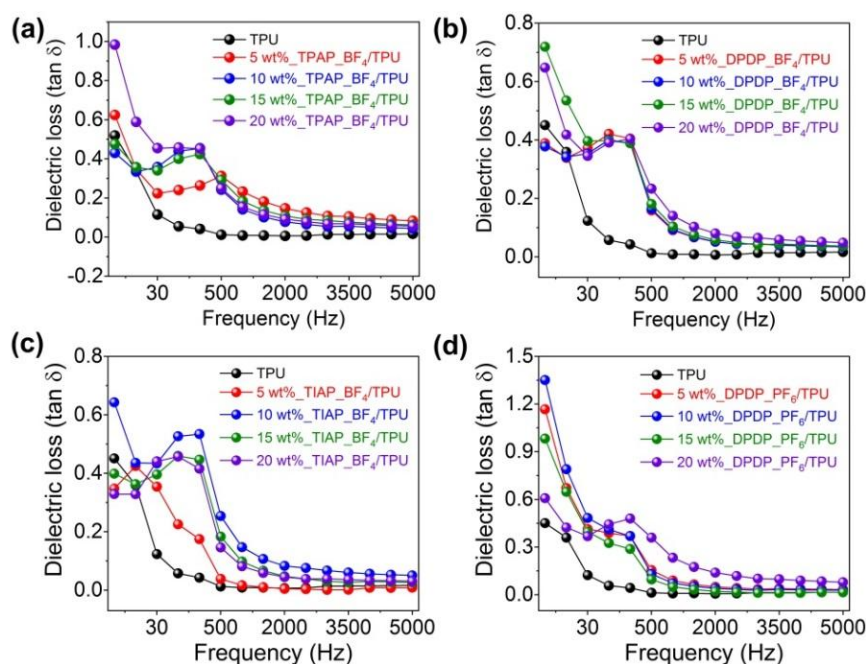 (a)
Dielectric loss (tan δ)
1.0
0.8
0.6
0.4
0.2
0.0
-0.2
TPU
5 wt%_TPAP_BF₄/TPU
10 wt%_TPAP_BF₄/TPU
15 wt%_TPAP_BF₄/TPU
20 wt%_TPAP_BF₄/TPU
30 500 2000 3500 5000
Frequency (Hz)
(b)
Dielectric loss (tan δ)
0.8
0.6
0.4
0.2
0.0
TPU
5 wt%_DPDP_BF₄/TPU
10 wt%_DPDP_BF₄/TPU
15 wt%_DPDP_BF₄/TPU
20 wt%_DPDP_BF₄/TPU
30 500 2000 3500 5000
Frequency (Hz)
(c)
Dielectric loss (tan δ)
0.8
0.6
0.4
0.2
0.0
TPU
5 wt%_TIAP_BF₄/TPU
10 wt%_TIAP_BF₄/TPU
15 wt%_TIAP_BF₄/TPU
20 wt%_TIAP_BF₄/TPU
30 500 2000 3500 5000
Frequency (Hz)
(d)
Dielectric loss (tan δ)
1.5
1.2
0.9
0.6
0.3
0.0
TPU
5 wt%_DPDP_PF₆/TPU
10 wt%_DPDP_PF₆/TPU
15 wt%_DPDP_PF₆/TPU
20 wt%_DPDP_PF₆/TPU
30 500 2000 3500 5000
Frequency (Hz)